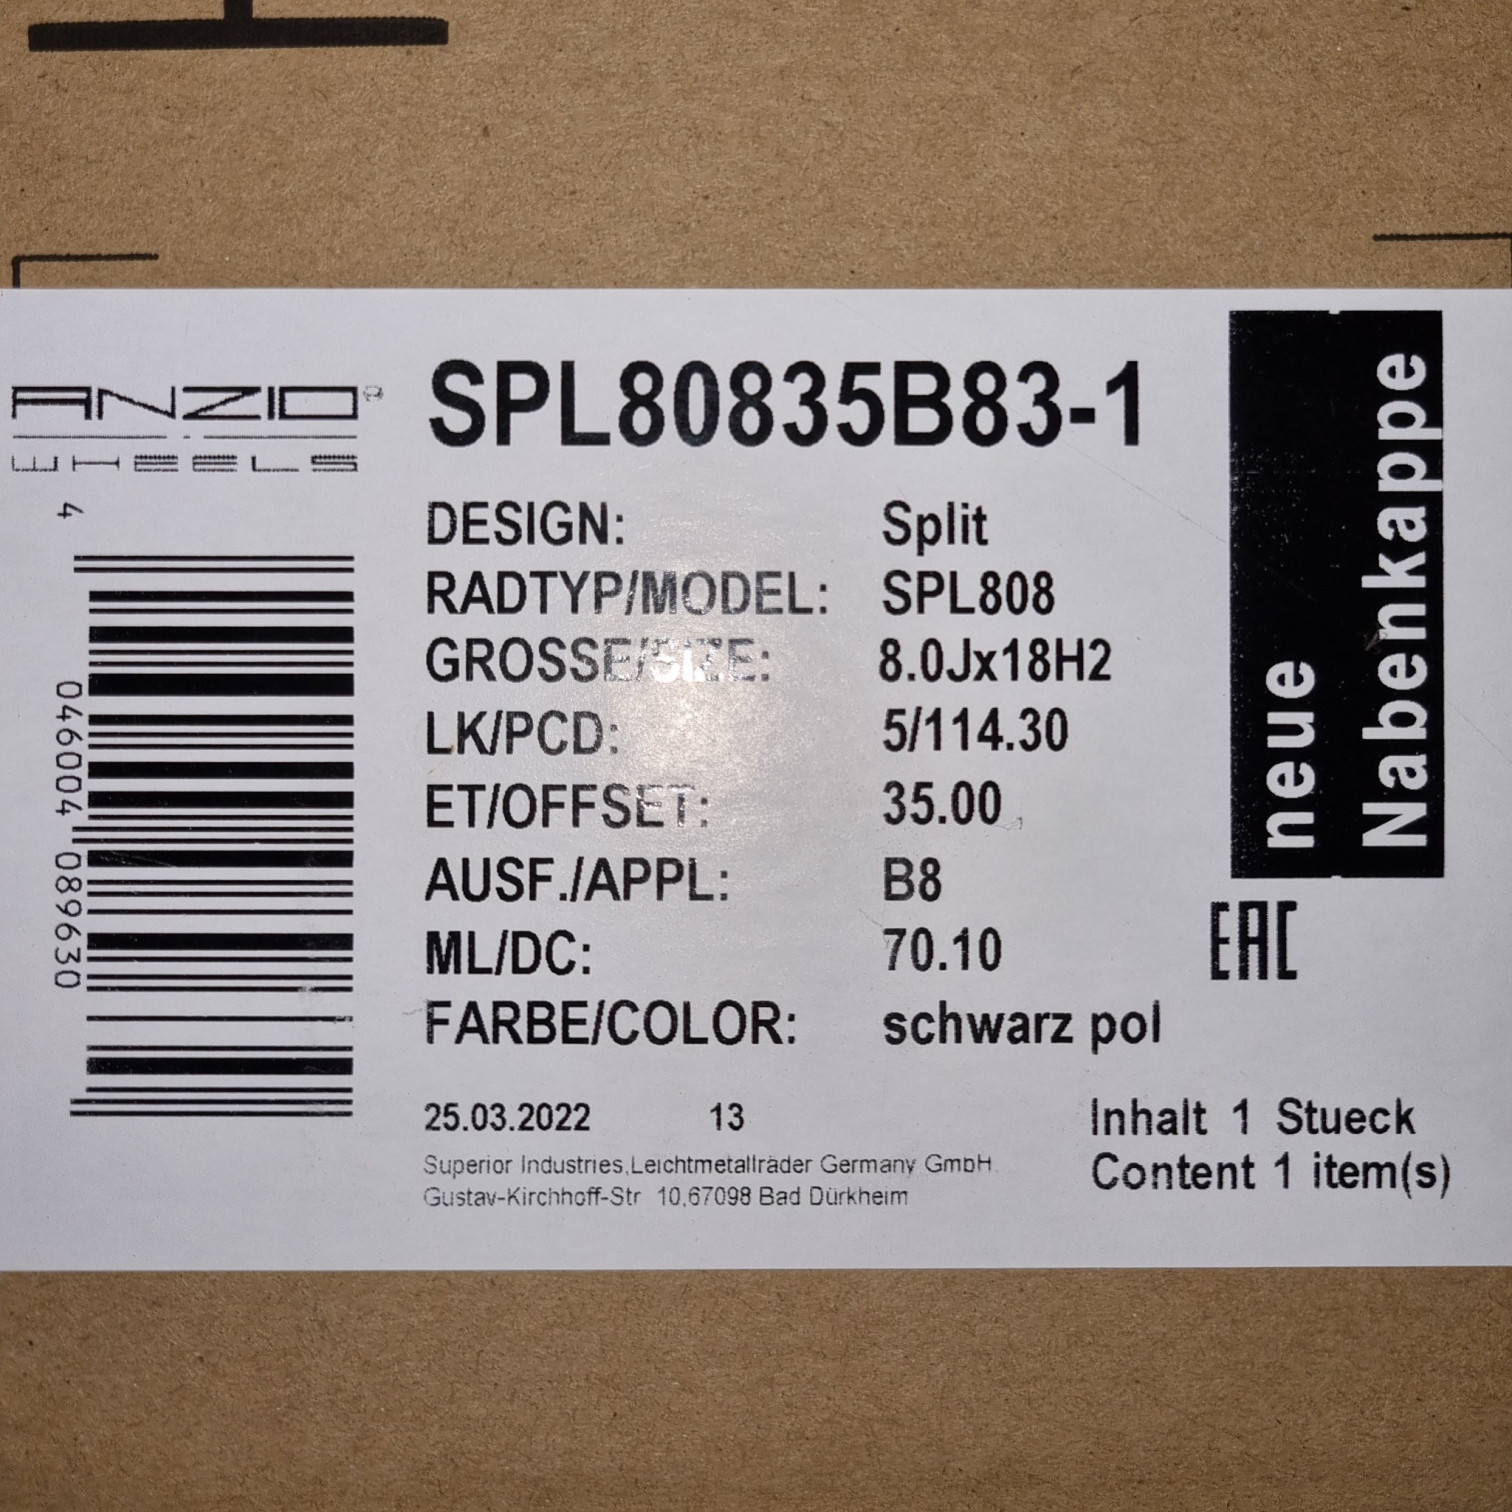 ANZIO®
WHEELS
SPL80835B83-1
DESIGN: Split
RADTYP/MODEL: SPL808
GROSSE/SIZE: 8.0Jx18H2
LK/PCD: 5/114.30
ET/OFFSET: 35.00
AUSF./APPL: B8
ML/DC: 70.10
FARBE/COLOR: schwarz pol
neue
Nabenkappe
EAC
4 046004 089630
25.03.2022 13
Superior Industries,Leichtmetallräder Germany GmbH
Gustav-Kirchhoff-Str 10,67098 Bad Dürkheim
Inhalt 1 Stueck
Content 1 item(s)